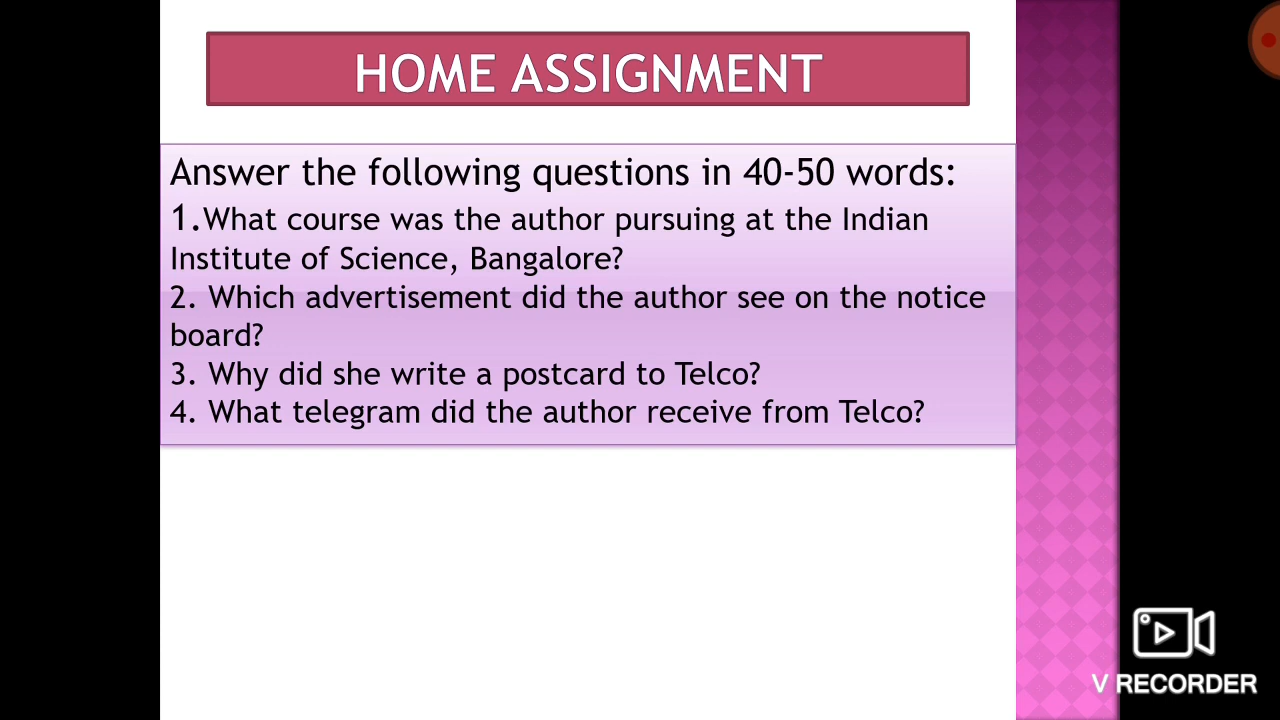 HOME ASSIGNMENT
Answer the following questions in 40-50 words:
1.What course was the author pursuing at the Indian
Institute of Science, Bangalore?
2. Which advertisement did the author see on the notice
board?
3. Why did she write a postcard to Telco?
4. What telegram did the author receive from Telco?
V RECORDER